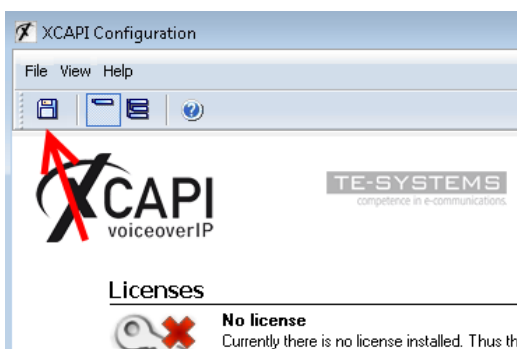 XCAPI Configuration
File View Help
XCAPI
voiceoverIP
TE-SYSTEMS
competence in e-communications.
Licenses
No license
Currently there is no license installed. Thus th